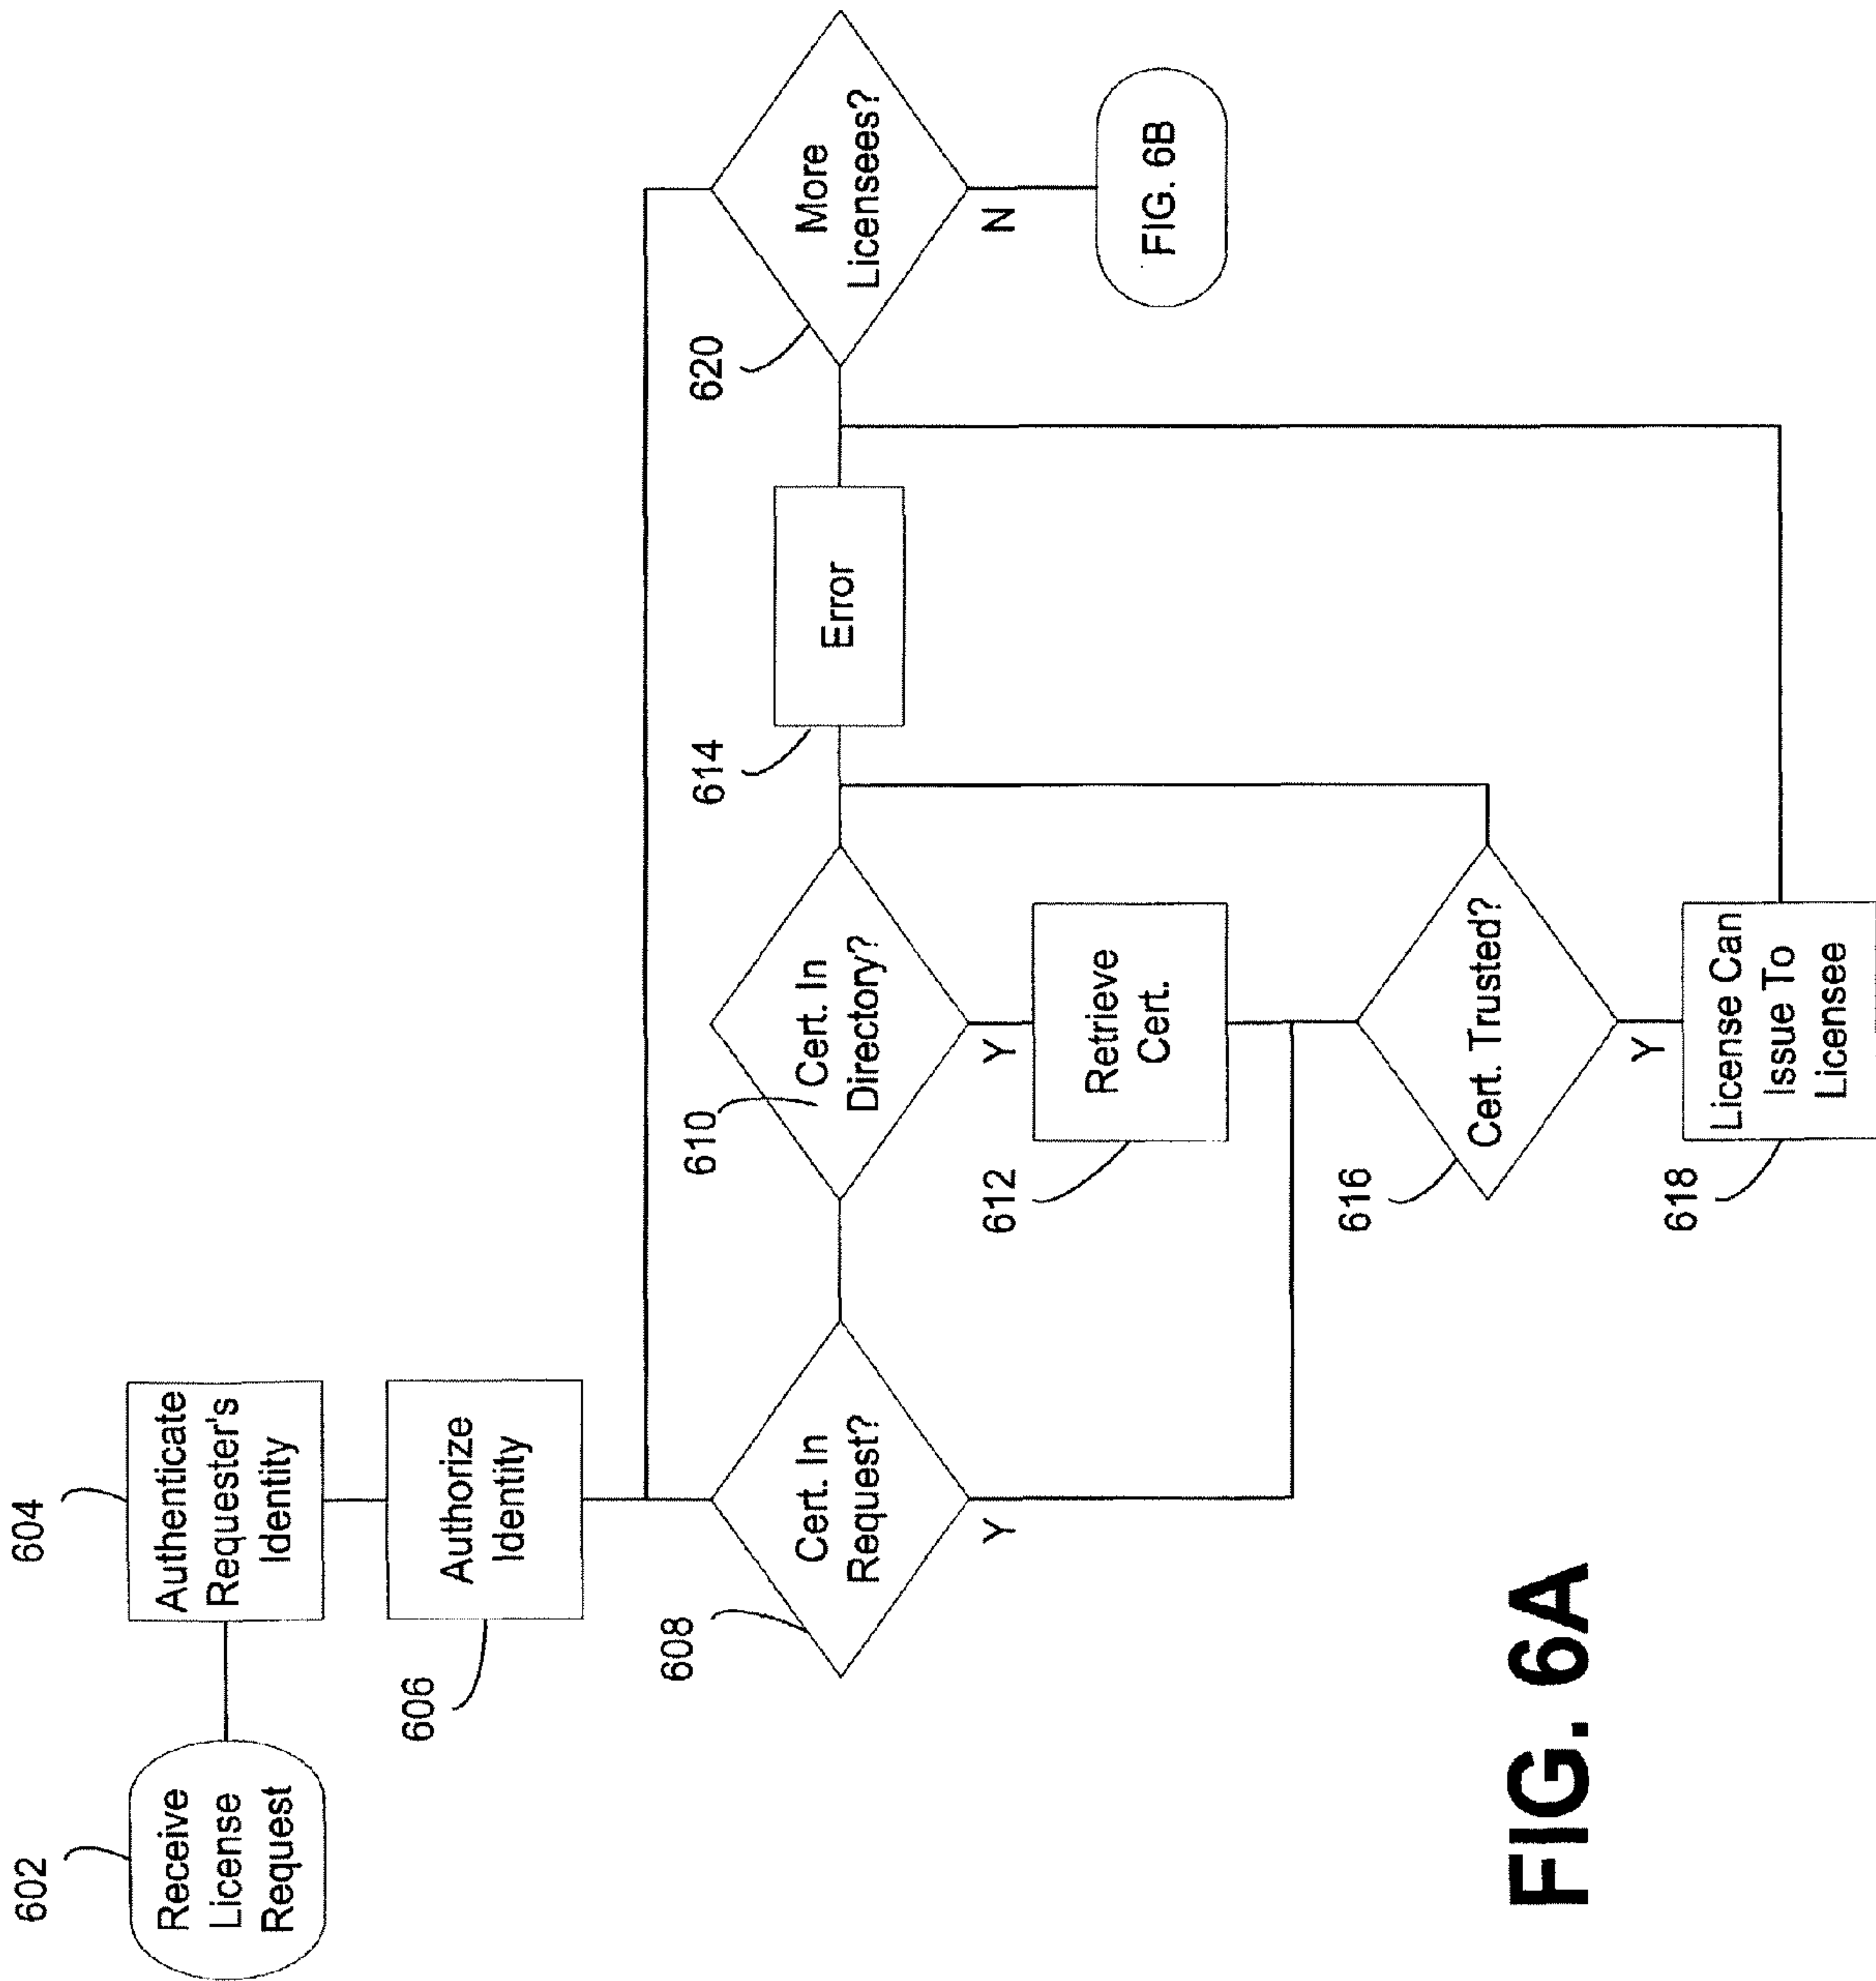 602
Receive
License
Request
604
Authenticate
Requester's
Identity
606
Authorize
Identity
608
Cert. In
Request?
Y
610
Cert. In
Directory?
Y
612
Retrieve
Cert.
614
Error
616
Cert. Trusted?
Y
618
License Can
Issue To
Licensee
620
More
Licensees?
N
FIG. 6B
FIG. 6A